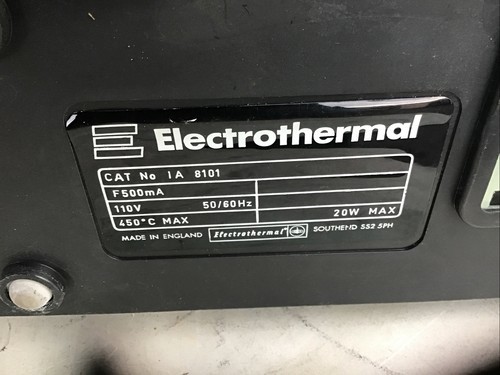 Electrothermal
CAT No IA 8101
F500mA
110V 50/60Hz
450°C MAX 20W MAX
MADE IN ENGLAND Electrothermal SOUTHEND SS2 5PH